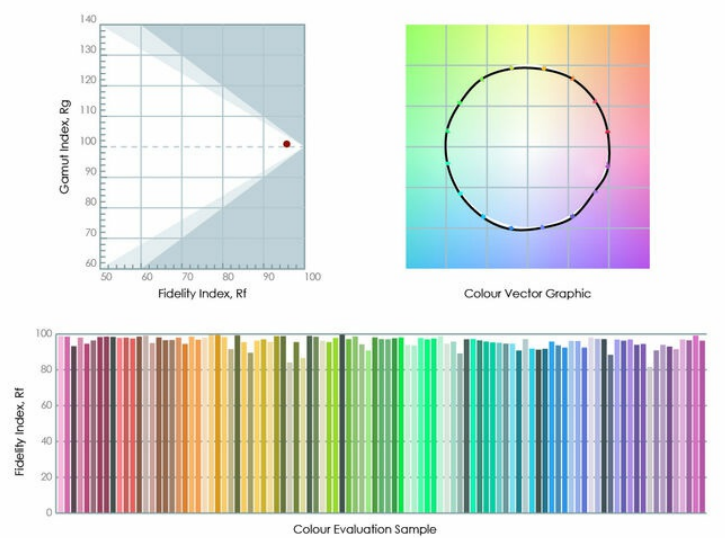 140
130
120
110
100
90
80
70
60
Gamut Index, Rg
50 60 70 80 90 100
Fidelity Index, Rf
Colour Vector Graphic
100
80
60
40
20
0
Fidelity Index, Rf
Colour Evaluation Sample